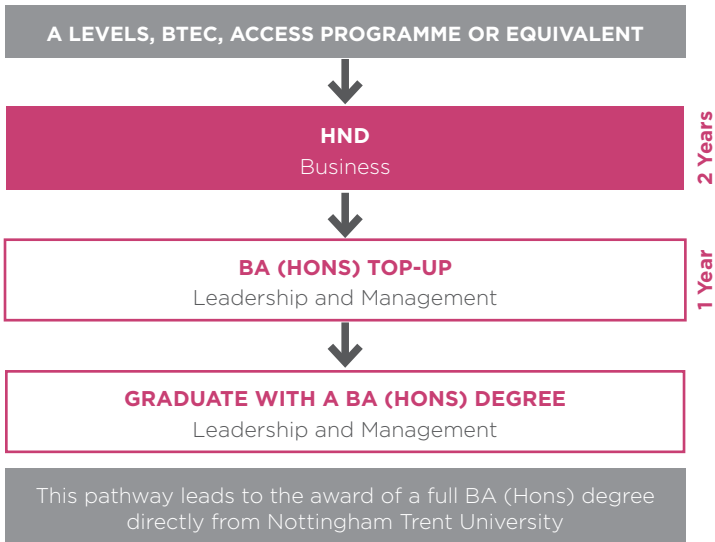 A LEVELS, BTEC, ACCESS PROGRAMME OR EQUIVALENT
HND
Business
2 Years
BA (HONS) TOP-UP
Leadership and Management
1 Year
GRADUATE WITH A BA (HONS) DEGREE
Leadership and Management
This pathway leads to the award of a full BA (Hons) degree
directly from Nottingham Trent University